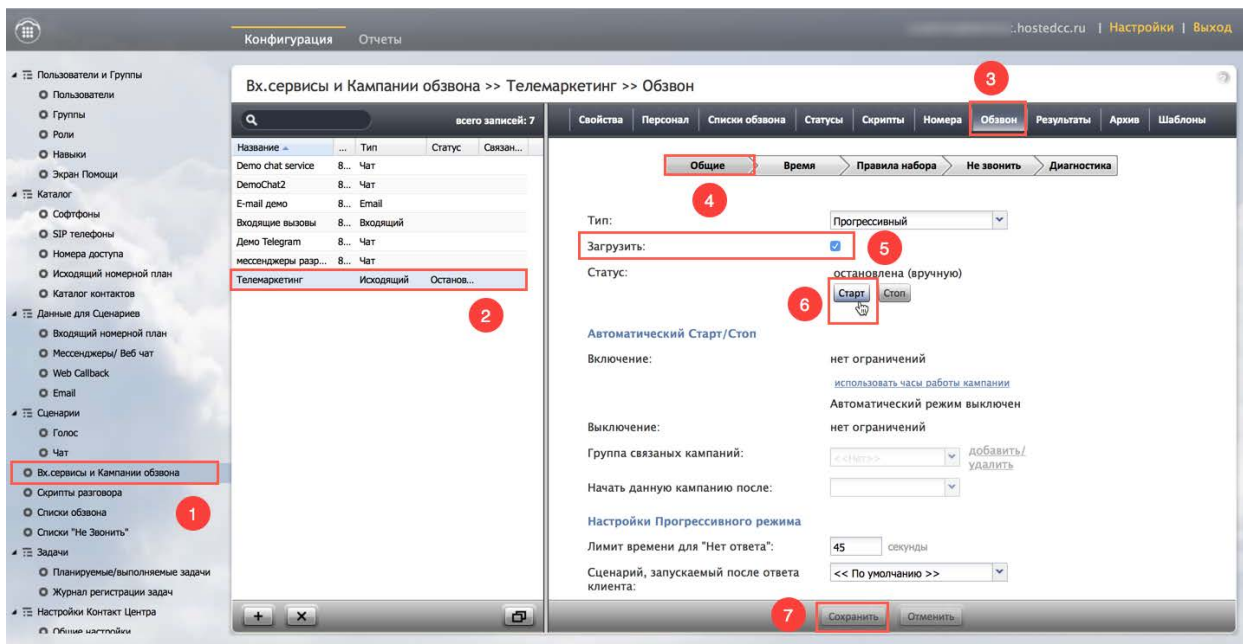 Конфигурация Отчеты .hostedcc.ru | Настройки | Выход
Пользователи и Группы
Пользователи
Группы
Роли
Навыки
Экран Помощи
Каталог
Софтфоны
SIP телефоны
Номера доступа
Исходящий номерной план
Каталог контактов
Данные для Сценариев
Входящий номерной план
Мессенджеры/ Веб чат
Web Callback
Email
Сценарии
Голос
Чат
Вх.сервисы и Кампании обзвона
1
Скрипты разговора
Списки обзвона
Списки "Не Звонить"
Задачи
Планируемые/выполняемые задачи
Журнал регистрации задач
Настройки Контакт Центра
Общие настройки
Вх.сервисы и Кампании обзвона >> Телемаркетинг >> Обзвон
всего записей: 7
Название ... Тип Статус Связан...
Demo chat service 8... Чат
DemoChat2 8... Чат
E-mail демо 8... Email
Входящие вызовы 8... Входящий
Демо Telegram 8... Чат
мессенджеры разр... 8... Чат
Телемаркетинг Исходящий Останов...
2
3
Свойства Персонал Списки обзвона Статусы Скрипты Номера Обзвон Результаты Архив Шаблоны
Общие Время Правила набора Не звонить Диагностика
4
Тип: Прогрессивный
Загрузить: 5
Статус: остановлена (вручную)
6 Старт Стоп
Автоматический Старт/Стоп
Включение: нет ограничений
использовать часы работы кампании
Автоматический режим выключен
Выключение: нет ограничений
Группа связаных кампаний: <<Нет>> добавить/
удалить
Начать данную кампанию после:
Настройки Прогрессивного режима
Лимит времени для "Нет ответа": 45 секунды
Сценарий, запускаемый после ответа << По умолчанию >>
клиента:
7 Сохранить Отменить